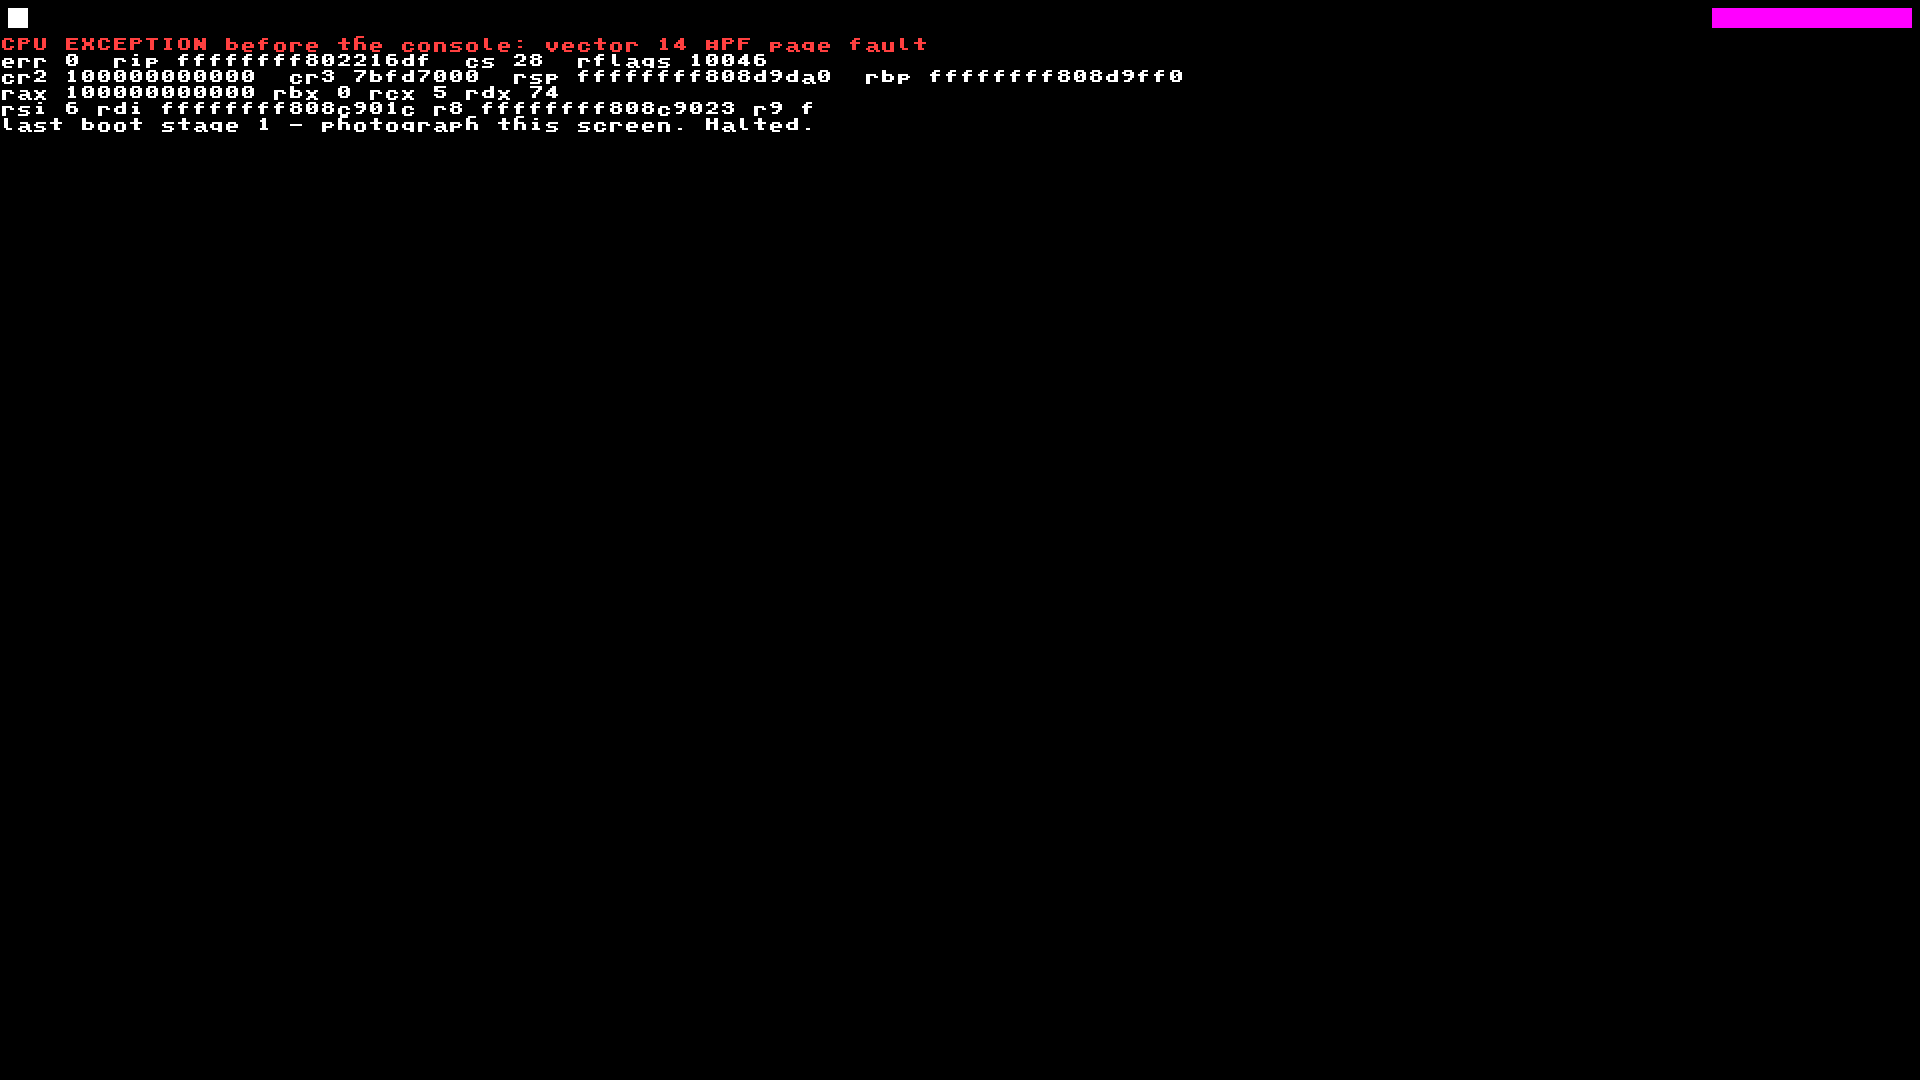 CPU EXCEPTION before the console: vector 14 #PF page fault
err 0  rip ffffffff802216df  cs 28  rflags 10046
cr2 100000000000  cr3 7bfd7000  rsp ffffffff808d9da0  rbp ffffffff808d9ff0
rax 100000000000 rbx 0 rcx 5 rdx 74
rsi 6 rdi ffffffff808c901c r8 ffffffff808c9023 r9 f
last boot stage 1 - photograph this screen. Halted.